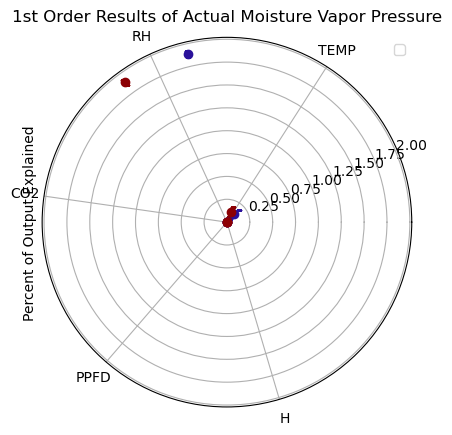 1st Order Results of Actual Moisture Vapor Pressure
RH
TEMP
2.00
1.75
1.50
1.25
1.00
0.75
0.50
0.25
CO2
Percent of Output Explained
PPFD
H